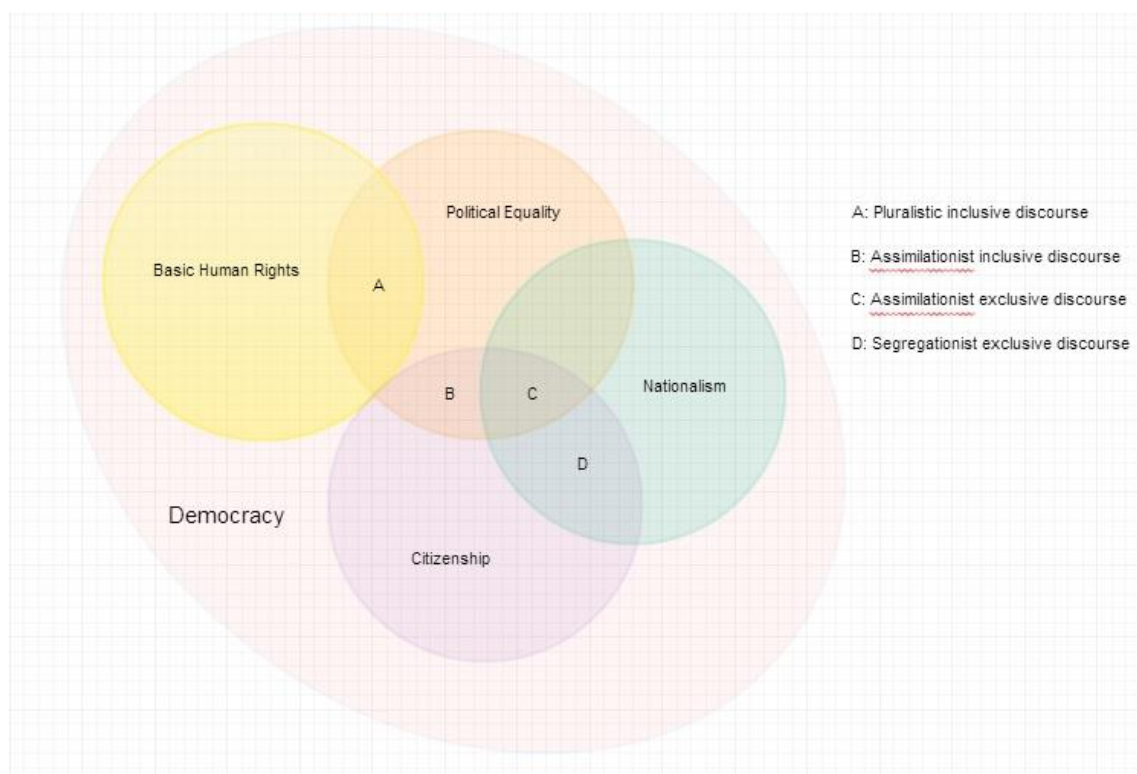 Political Equality
Basic Human Rights
A
Nationalism
B
C
D
Democracy
Citizenship
A: Pluralistic inclusive discourse
B: Assimilationist inclusive discourse
C: Assimilationist exclusive discourse
D: Segregationist exclusive discourse